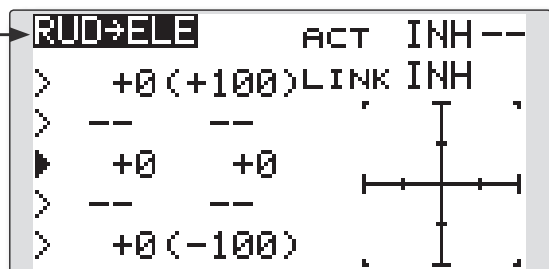 RUD→ELE ACT INH--
> +0(+100) LINK INH
> -- --
▶ +0 +0
> -- --
> +0(-100)